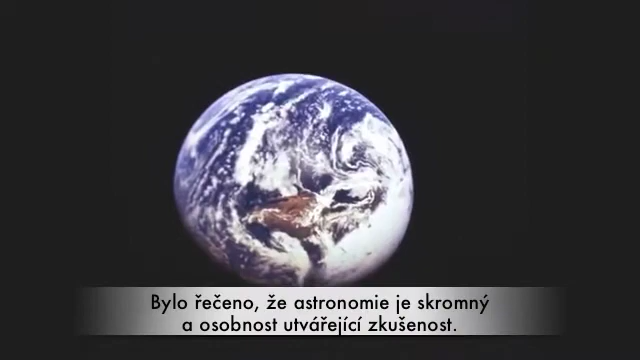 Bylo řečeno, že astronomie je skromný
a osobnost utvářející zkušenost.